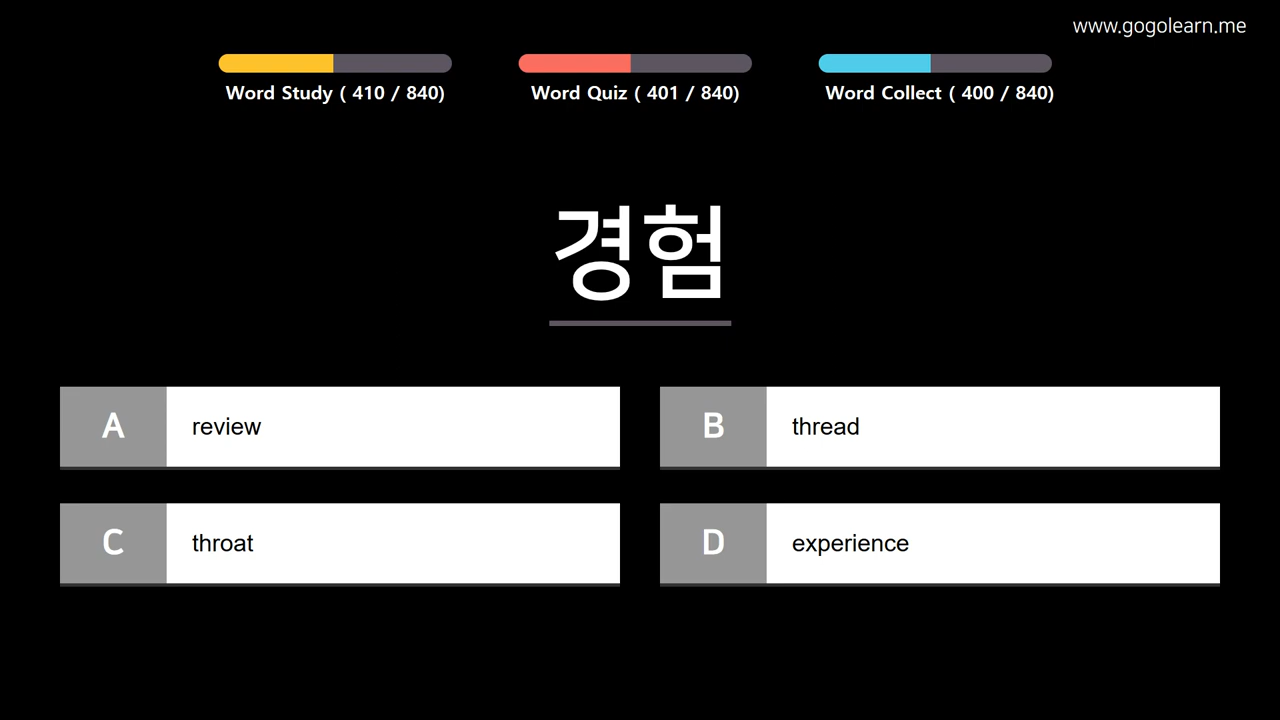 www.gogolearn.me
Word Study ( 410 / 840)
Word Quiz ( 401 / 840)
Word Collect ( 400 / 840)
경험
A review
B thread
C throat
D experience